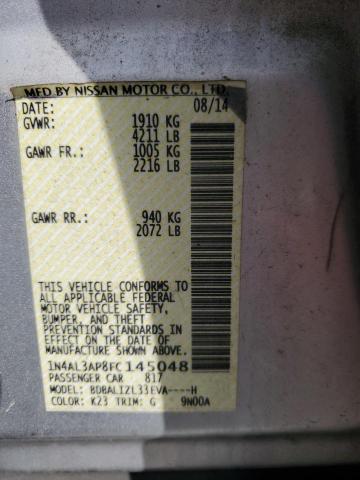 MFD BY NISSAN MOTOR CO., LTD.
DATE: 08/14
GVWR: 1910 KG
4211 LB
GAWR FR.: 1005 KG
2216 LB
GAWR RR.: 940 KG
2072 LB
THIS VEHICLE CONFORMS TO
ALL APPLICABLE FEDERAL
MOTOR VEHICLE SAFETY,
BUMPER, AND THEFT
PREVENTION STANDARDS IN
EFFECT ON THE DATE OF
MANUFACTURE SHOWN ABOVE.
1N4AL3AP8FC145048
PASSENGER CAR 817
MODEL: BDBALIZL33EVA----H
COLOR: K23 TRIM: G 9N00A